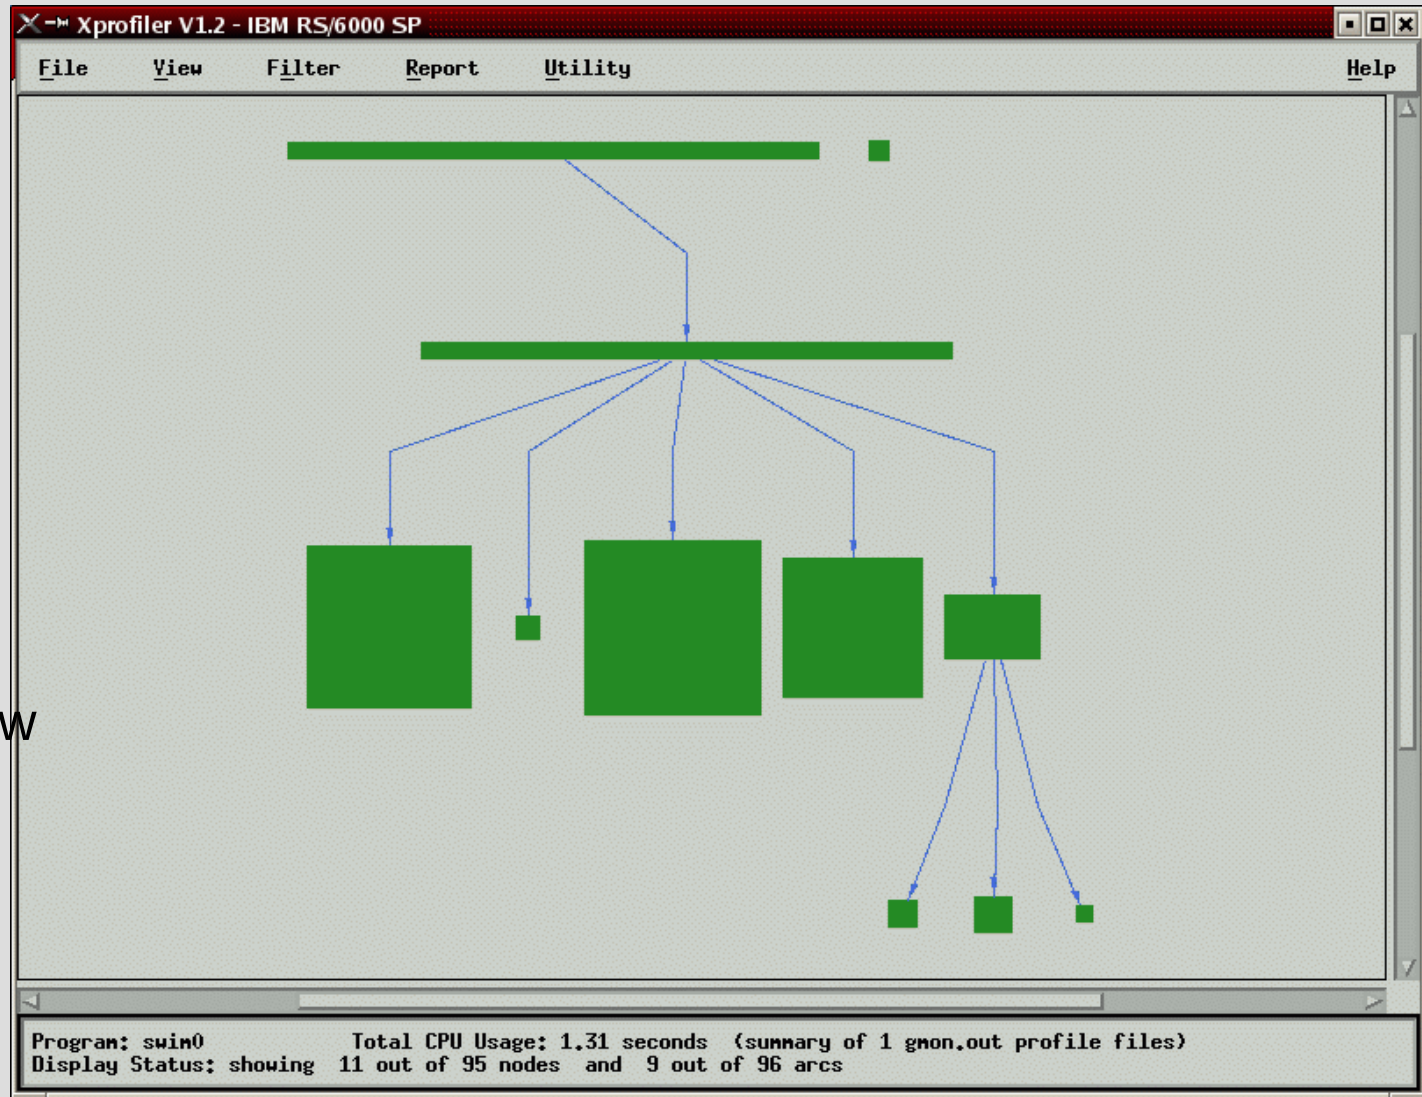 Xprofiler V1.2 - IBM RS/6000 SP
File View Filter Report Utility Help
W
Program: swim0 Total CPU Usage: 1.31 seconds (summary of 1 gmon.out profile files)
Display Status: showing 11 out of 95 nodes and 9 out of 96 arcs